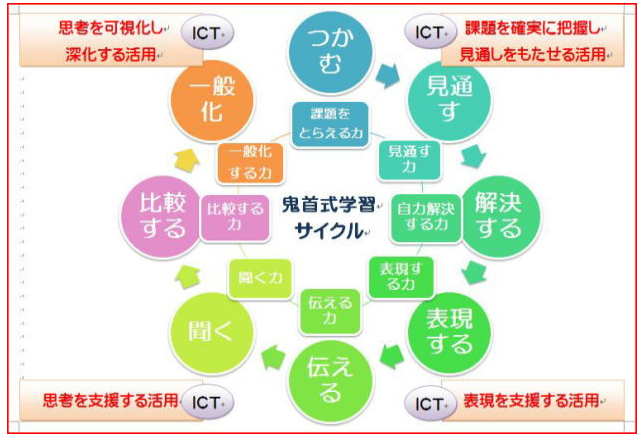 思考を可視化し
深化する活用
ICT
ICT
課題を確実に把握し
見通しをもたせる活用
つか
む
見通
す
解決
する
表現
する
伝え
る
聞く
比較
する
一般
化
課題を
とらえる力
見通す
力
自力解決
する力
表現す
る力
伝える
力
聞く力
比較する
力
一般化
する力
鬼首式学習
サイクル
思考を支援する活用
ICT
ICT
表現を支援する活用